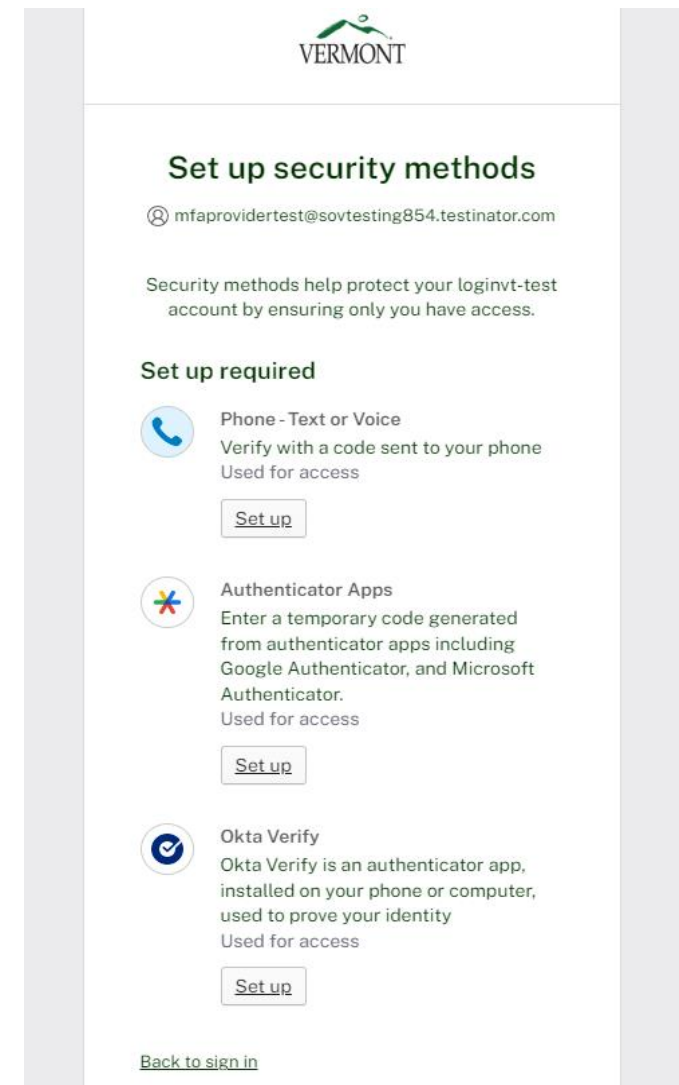 VERMONT
Set up security methods
mfaprovidertest@sovtesting854.testinator.com
Security methods help protect your loginvt-test
account by ensuring only you have access.
Set up required
Phone - Text or Voice
Verify with a code sent to your phone
Used for access
Set up
Authenticator Apps
Enter a temporary code generated
from authenticator apps including
Google Authenticator, and Microsoft
Authenticator.
Used for access
Set up
Okta Verify
Okta Verify is an authenticator app,
installed on your phone or computer,
used to prove your identity
Used for access
Set up
Back to sign in